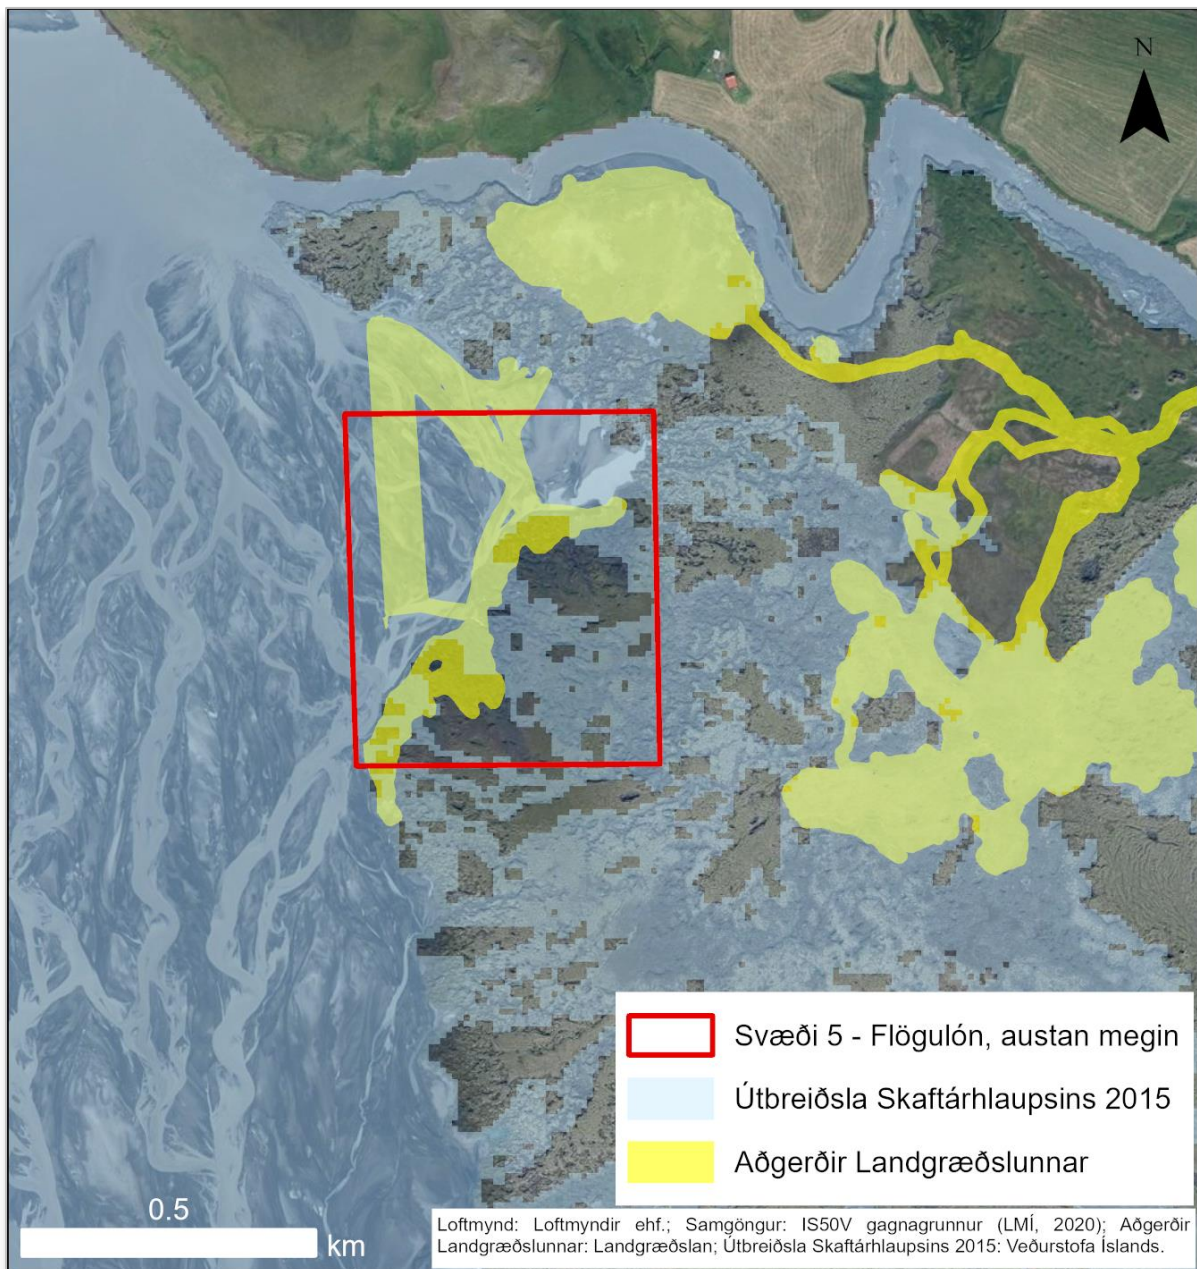 N
Svæði 5 - Flögulón, austan megin
Útbreiðsla Skaftárhlaupsins 2015
Aðgerðir Landgræðslunnar
0.5
km
Loftmynd: Loftmyndir ehf.; Samgöngur: IS50V gagnagrunnur (LMÍ, 2020); Aðgerðir
Landgræðslunnar: Landgræðslan; Útbreiðsla Skaftárhlaupsins 2015: Veðurstofa Íslands.